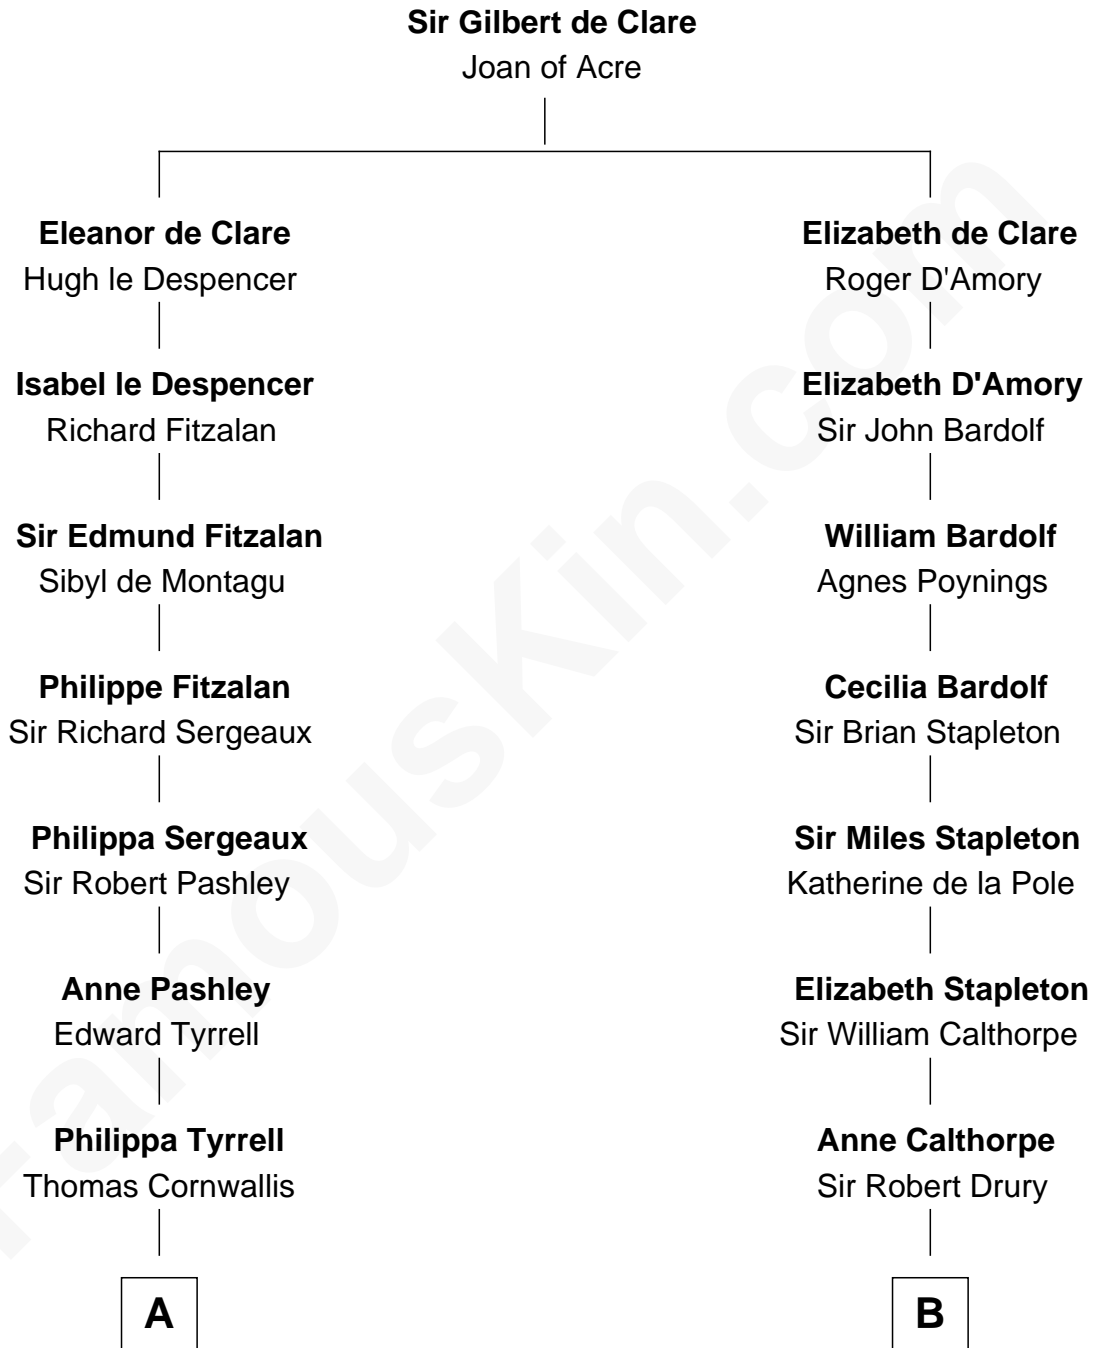 Sir Gilbert de Clare
Joan of Acre
Eleanor de Clare
Hugh le Despencer
Isabel le Despencer
Richard Fitzalan
Sir Edmund Fitzalan
Sibyl de Montagu
Philippe Fitzalan
Sir Richard Sergeaux
Philippa Sergeaux
Sir Robert Pashley
Anne Pashley
Edward Tyrrell
Philippa Tyrrell
Thomas Cornwallis
A
Elizabeth de Clare
Roger D'Amory
Elizabeth D'Amory
Sir John Bardolf
William Bardolf
Agnes Poynings
Cecilia Bardolf
Sir Brian Stapleton
Sir Miles Stapleton
Katherine de la Pole
Elizabeth Stapleton
Sir William Calthorpe
Anne Calthorpe
Sir Robert Drury
B
FamousKin.com